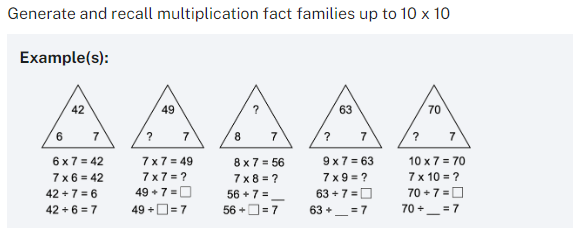 Generate and recall multiplication fact families up to 10 x 10
Example(s):
42 49 ? 63 70
6 7 ? 7 8 7 ? 7 ? 7
6 x 7 = 42 7 x 7 = 49 8 x 7 = 56 9 x 7 = 63 10 x 7 = 70
7 x 6 = 42 7 x 7 = ? 7 x 8 = ? 7 x 9 = ? 7 x 10 = ?
42 ÷ 7 = 6 49 ÷ 7 = □ 56 ÷ 7 = __ 63 ÷ 7 = □ 70 ÷ 7 = □
42 ÷ 6 = 7 49 ÷ □ = 7 56 ÷ □ = 7 63 ÷ __ = 7 70 ÷ __ = 7